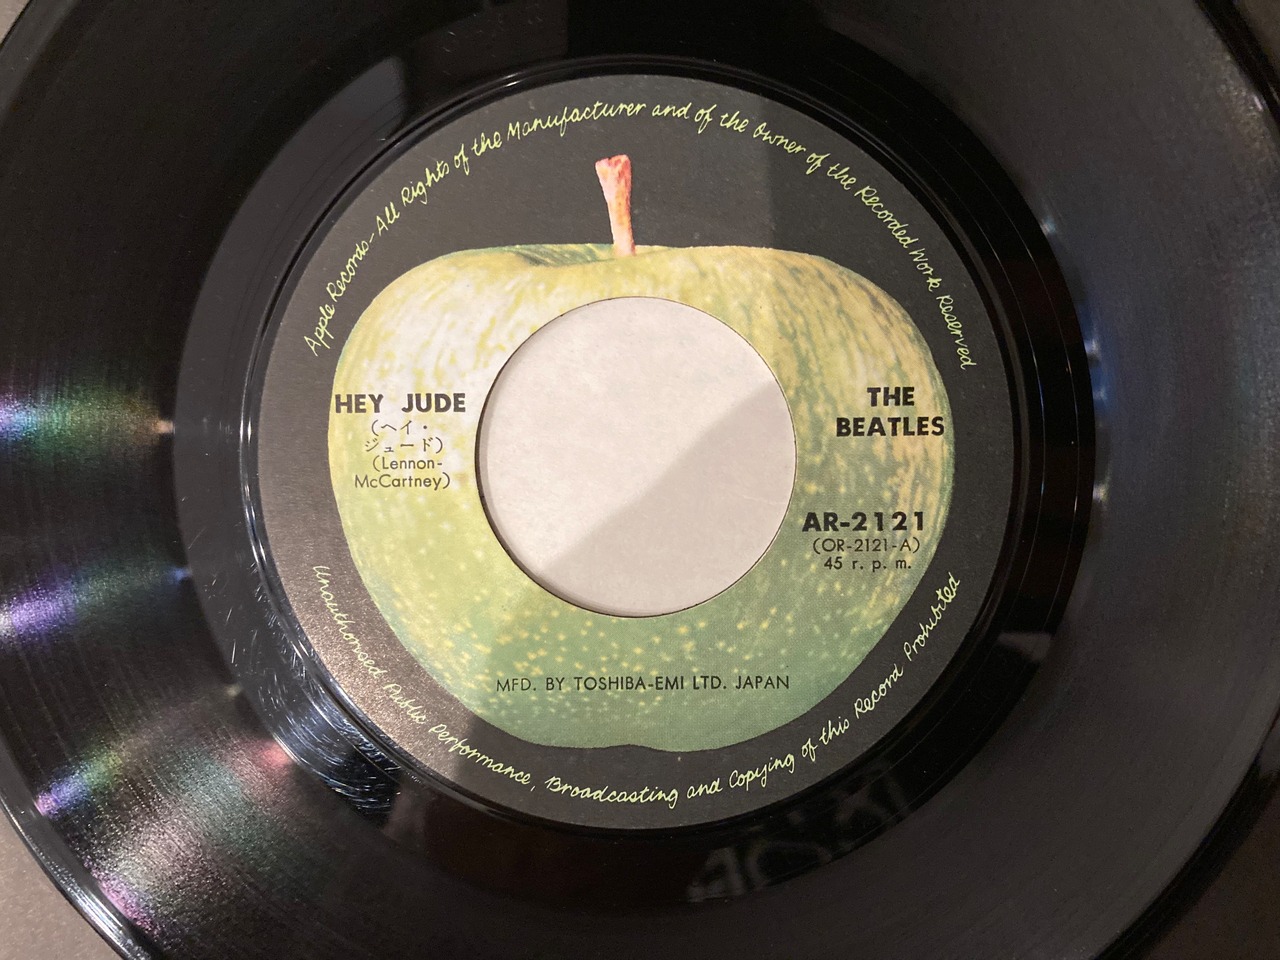 Apple Records-All Rights of the Manufacturer and of the Owner of the Recorded Work Reserved
HEY JUDE
(ヘイ・
ジュード)
(Lennon-
McCartney)
THE
BEATLES
AR-2121
(OR-2121-A)
45 r. p. m.
MFD. BY TOSHIBA-EMI LTD. JAPAN
Unauthorised Public Performance, Broadcasting and Copying of this Record Prohibited